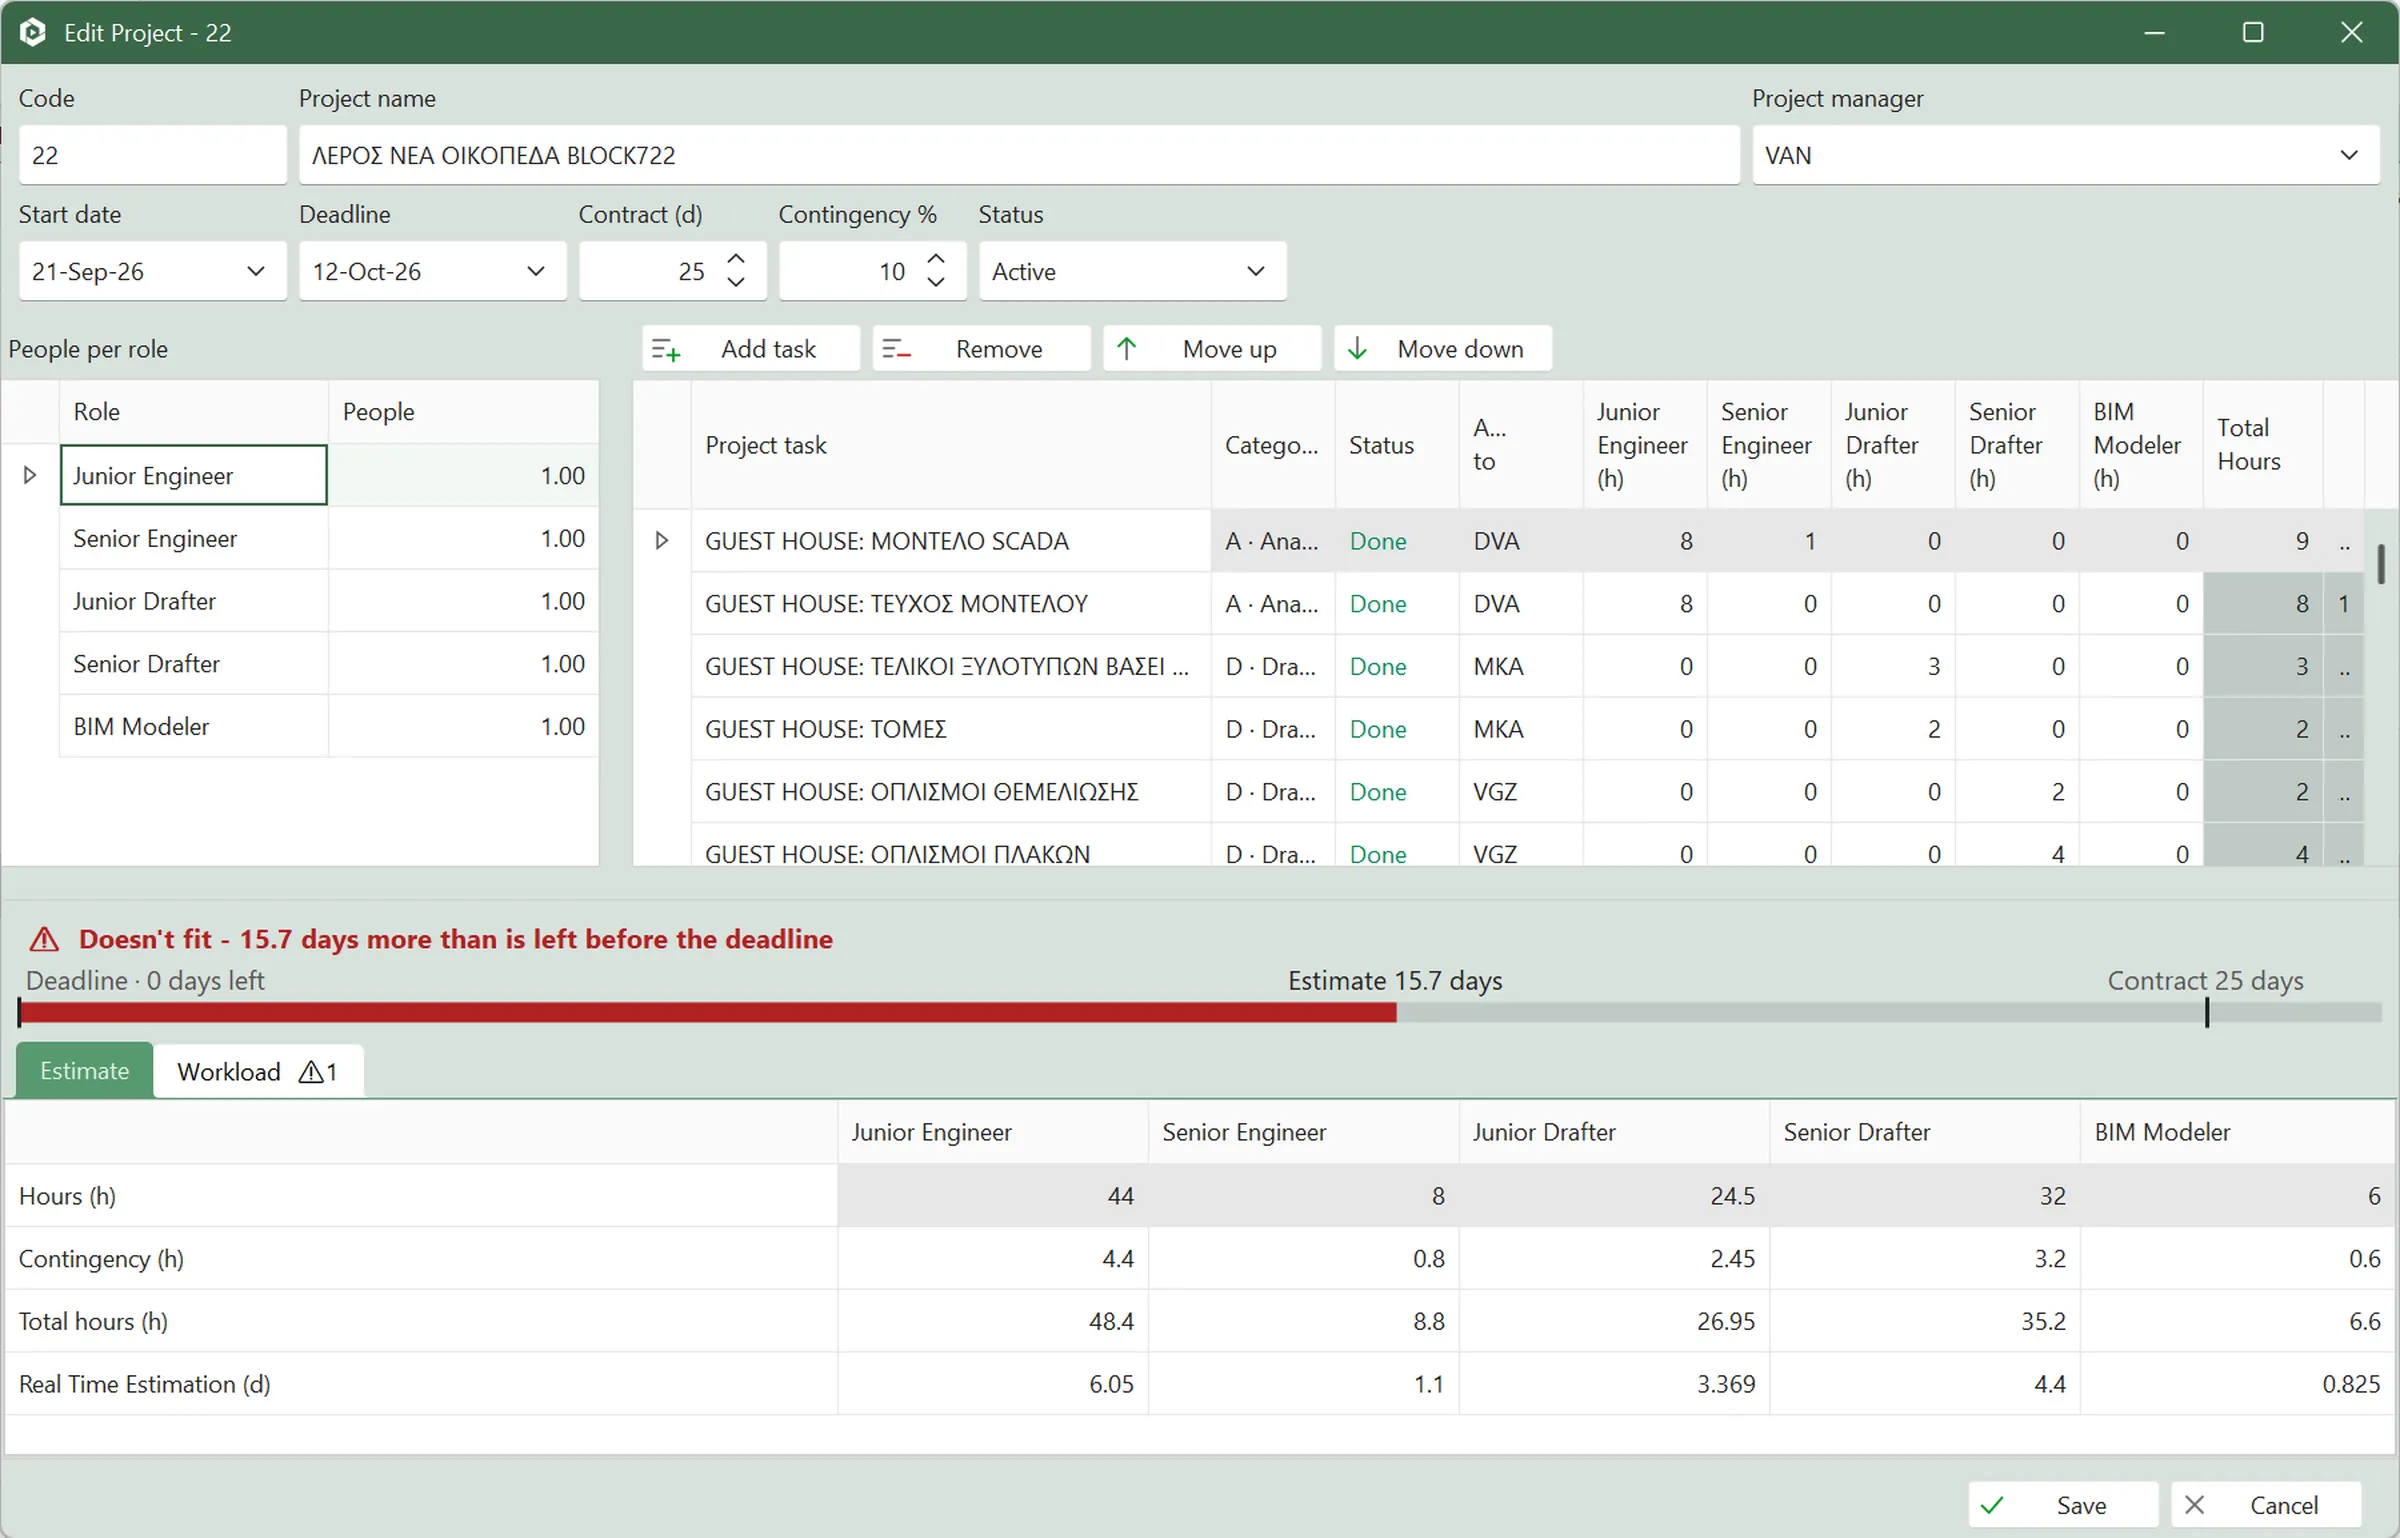 Edit Project - 22
Code
Project name
Project manager
22
ΛΕΡΟΣ ΝΕΑ ΟΙΚΟΠΕΔΑ BLOCK722
VAN
Start date
Deadline
Contract (d)
Contingency %
Status
21-Sep-26
12-Oct-26
25
10
Active
People per role
Add task
Remove
Move up
Move down
Role People
Junior Engineer 1.00
Senior Engineer 1.00
Junior Drafter 1.00
Senior Drafter 1.00
BIM Modeler 1.00
Project task Catego... Status A... to Junior Engineer (h) Senior Engineer (h) Junior Drafter (h) Senior Drafter (h) BIM Modeler (h) Total Hours
GUEST HOUSE: ΜΟΝΤΕΛΟ SCADA A · Ana... Done DVA 8 1 0 0 0 9 ..
GUEST HOUSE: ΤΕΥΧΟΣ ΜΟΝΤΕΛΟΥ A · Ana... Done DVA 8 0 0 0 0 8 1
GUEST HOUSE: ΤΕΛΙΚΟΙ ΞΥΛΟΤΥΠΩΝ ΒΑΣΕΙ ... D · Dra... Done MKA 0 0 3 0 0 3 ..
GUEST HOUSE: ΤΟΜΕΣ D · Dra... Done MKA 0 0 2 0 0 2 ..
GUEST HOUSE: ΟΠΛΙΣΜΟΙ ΘΕΜΕΛΙΩΣΗΣ D · Dra... Done VGZ 0 0 0 2 0 2 ..
GUEST HOUSE: ΟΠΛΙΣΜΟΙ ΠΛΑΚΩΝ D · Dra... Done VGZ 0 0 0 4 0 4 ..
Doesn't fit - 15.7 days more than is left before the deadline
Deadline · 0 days left
Estimate 15.7 days
Contract 25 days
Estimate
Workload 1
Junior Engineer Senior Engineer Junior Drafter Senior Drafter BIM Modeler
Hours (h) 44 8 24.5 32 6
Contingency (h) 4.4 0.8 2.45 3.2 0.6
Total hours (h) 48.4 8.8 26.95 35.2 6.6
Real Time Estimation (d) 6.05 1.1 3.369 4.4 0.825
Save
Cancel